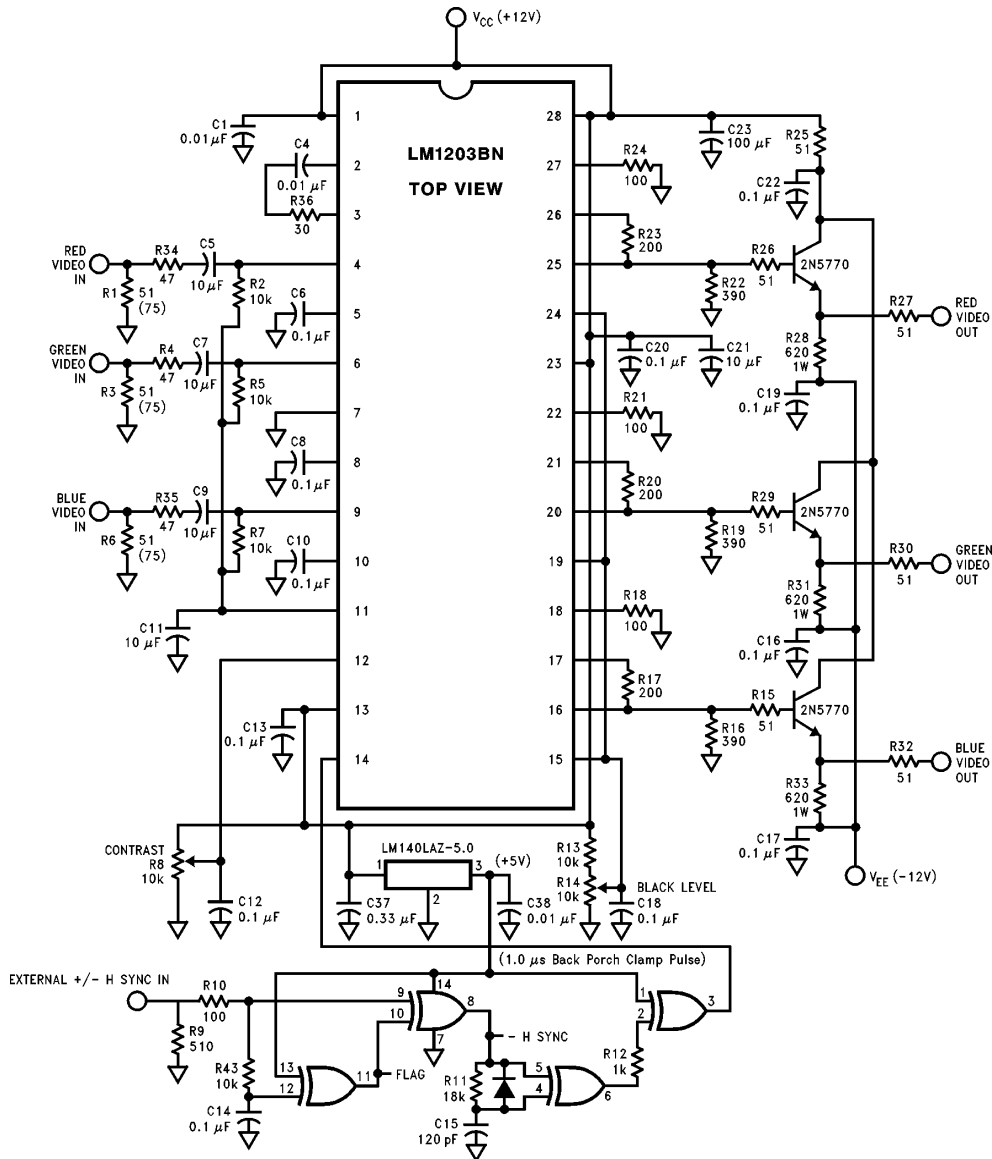 VCC (+12V)
LM1203BN
TOP VIEW
1
2
3
4
5
6
7
8
9
10
11
12
13
14
28
27
26
25
24
23
22
21
20
19
18
17
16
15
C1
0.01 μF
C4
0.01 μF
R36
30
RED
VIDEO
IN
R34
47
C5
10 μF
R1
51
(75)
R2
10k
C6
0.1 μF
GREEN
VIDEO
IN
R4
47
C7
10 μF
R3
51
(75)
R5
10k
C8
0.1 μF
BLUE
VIDEO
IN
R35
47
C9
10 μF
R6
51
(75)
R7
10k
C10
0.1 μF
C11
10 μF
C13
0.1 μF
C23
100 μF
R25
51
R24
100
C22
0.1 μF
R23
200
R26
51
2N5770
R22
390
R27
51
RED
VIDEO
OUT
C20
0.1 μF
C21
10 μF
R28
620
1W
R21
100
C19
0.1 μF
R20
200
R29
51
2N5770
R19
390
R30
51
GREEN
VIDEO
OUT
R18
100
R31
620
1W
C16
0.1 μF
R17
200
R15
51
2N5770
R16
390
R32
51
BLUE
VIDEO
OUT
R33
620
1W
C17
0.1 μF
VEE (-12V)
CONTRAST
R8
10k
C12
0.1 μF
LM140LAZ-5.0
1
3
2
(+5V)
C37
0.33 μF
C38
0.01 μF
R13
10k
R14
10k
BLACK LEVEL
C18
0.1 μF
(1.0 μs Back Porch Clamp Pulse)
EXTERNAL +/- H SYNC IN
R10
100
R9
510
R43
10k
C14
0.1 μF
13
12
11
FLAG
14
9
10
8
7
- H SYNC
R11
18k
C15
120 pF
5
4
6
R12
1k
1
2
3